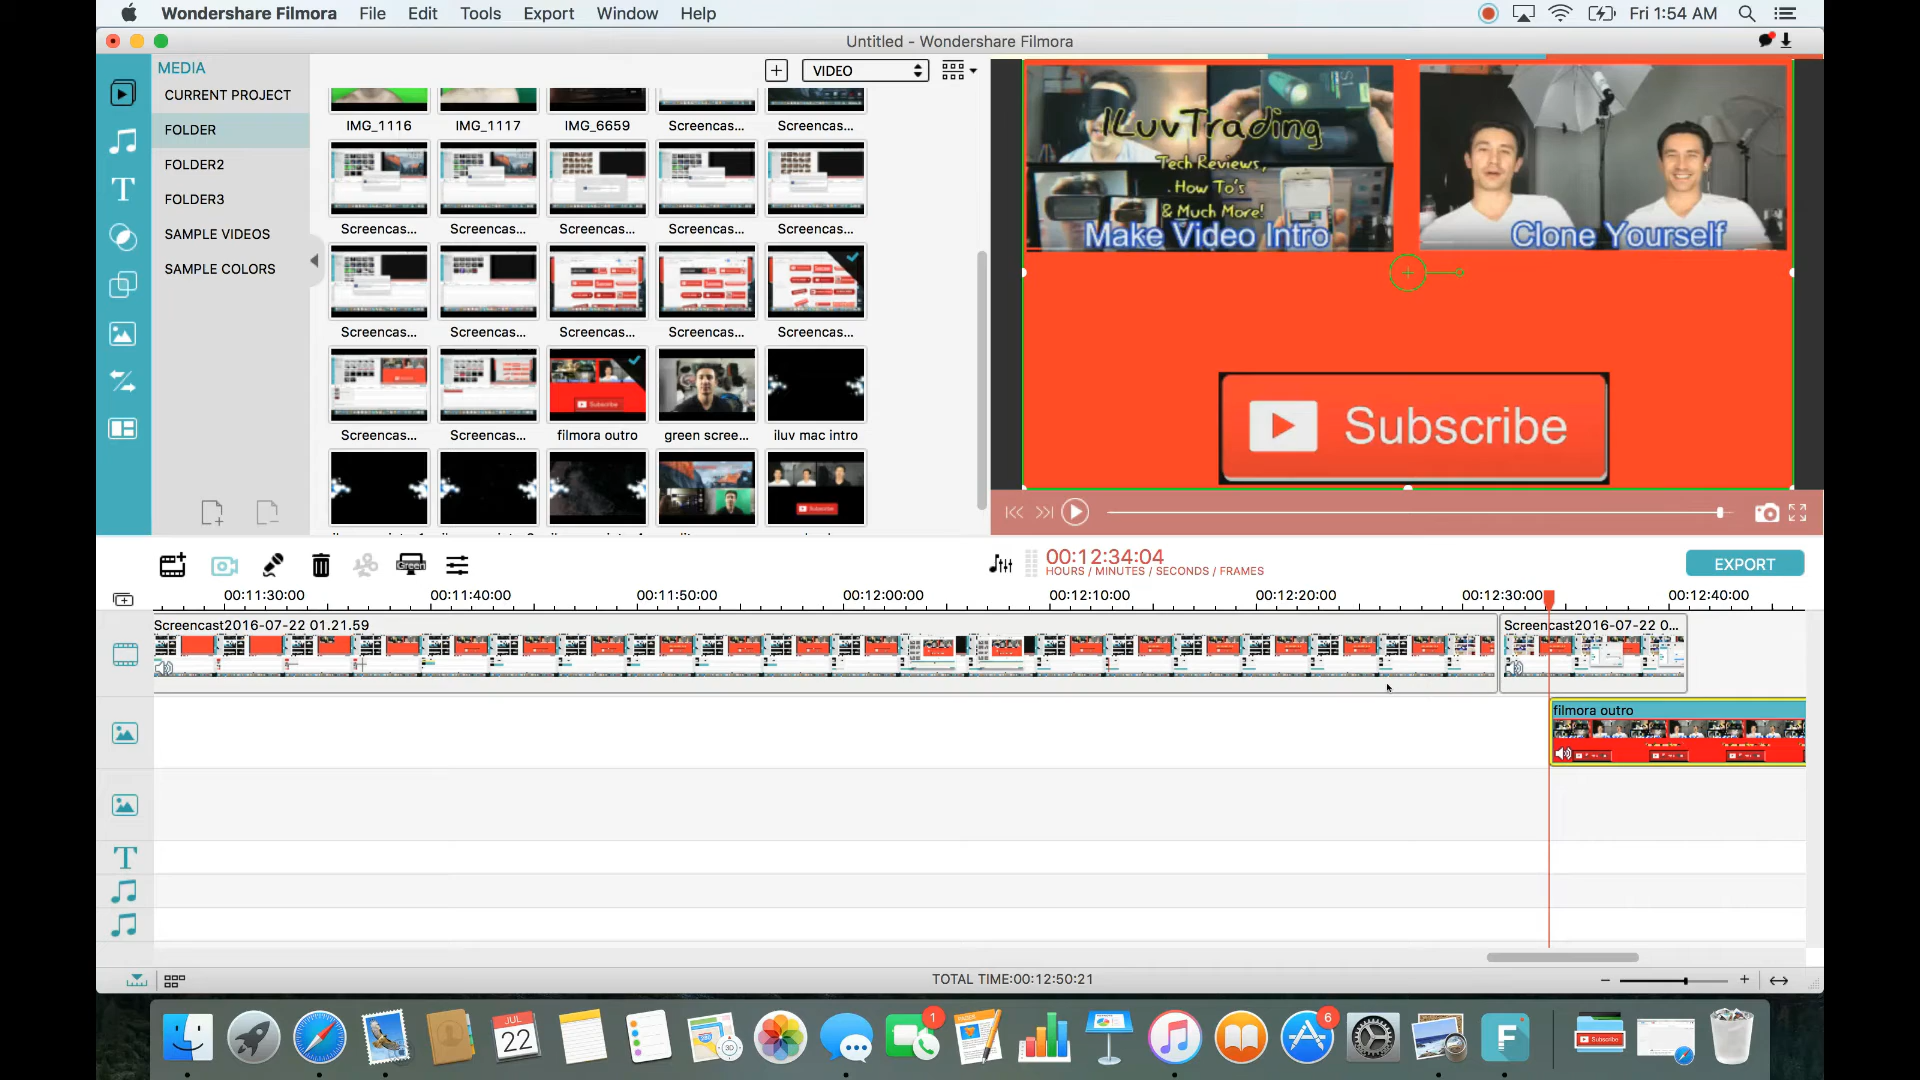 Wondershare Filmora File Edit Tools Export Window Help
Fri 1:54 AM
Untitled - Wondershare Filmora
MEDIA
CURRENT PROJECT
FOLDER
FOLDER2
FOLDER3
SAMPLE VIDEOS
SAMPLE COLORS
VIDEO
IMG_1116 IMG_1117 IMG_6659 Screencas... Screencas...
Screencas... Screencas... Screencas... Screencas... Screencas...
Screencas... Screencas... Screencas... Screencas... Screencas...
Screencas... Screencas... filmora outro green scree... iluv mac intro
ILuvTrading
Tech Reviews,
How To's
& Much More!
Make Video Intro
Clone Yourself
Subscribe
Green
00:12:34:04
HOURS / MINUTES / SECONDS / FRAMES
EXPORT
00:11:30:00 00:11:40:00 00:11:50:00 00:12:00:00 00:12:10:00 00:12:20:00 00:12:30:00 00:12:40:00
Screencast2016-07-22 01.21.59
Screencast2016-07-22 0...
filmora outro
TOTAL TIME:00:12:50:21
JUL
22
3D
1
6
Subscribe